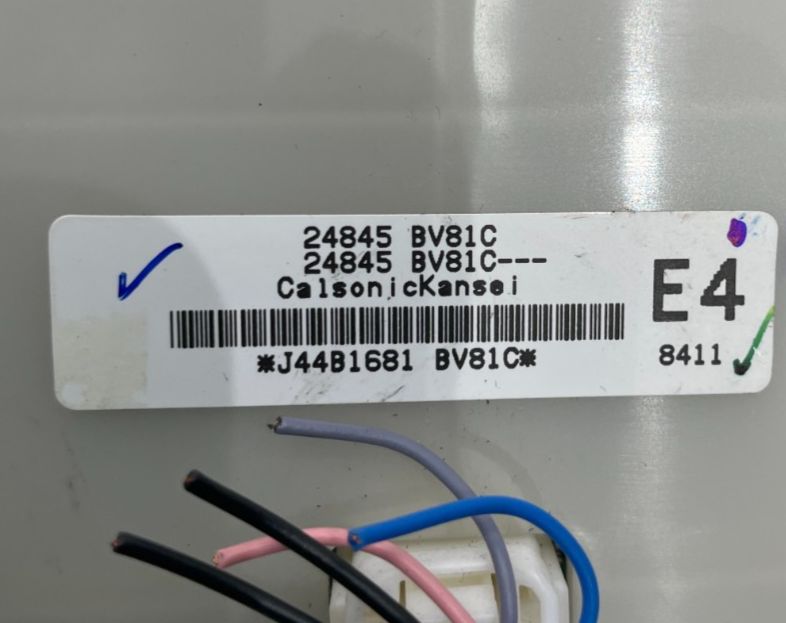 24845 BV81C
24845 BV81C---
CalsonicKansei
E4
*J44B1681 BV81C*
8411